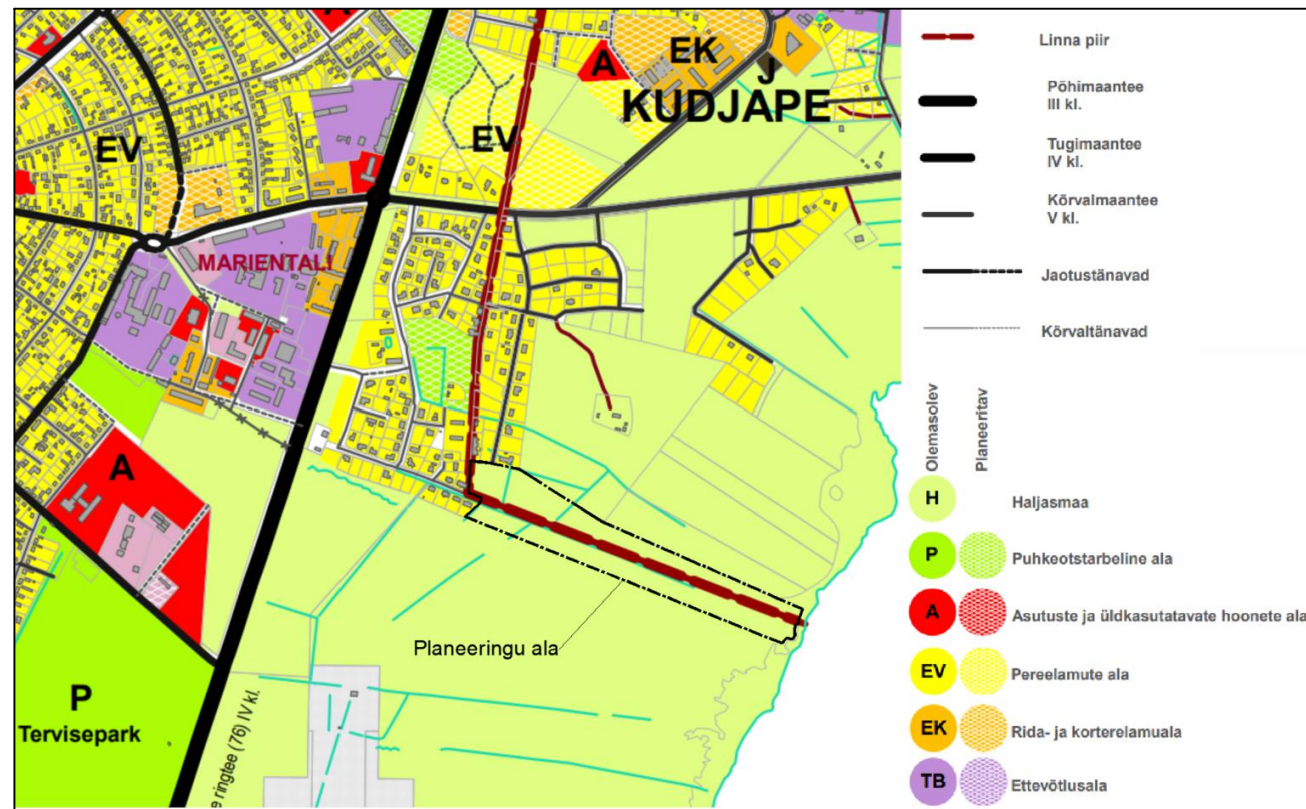 A
EV
MARIENTALI
A
P
Tervisepark
e ringtee (76) IV kl.
EV
A
EK
J
KUDJAPE
Planeeringu ala
Linna piir
Põhimaantee
III kl.
Tugimaantee
IV kl.
Kõrvalmaantee
V kl.
Jaotustänavad
Kõrvaltänavad
Olemasolev
Planeeritav
H Haljasmaa
P Puhkeotstarbeline ala
A Asutuste ja üldkasutatavate hoonete ala
EV Pereelamute ala
EK Rida- ja korterelamuala
TB Ettevõtlusala